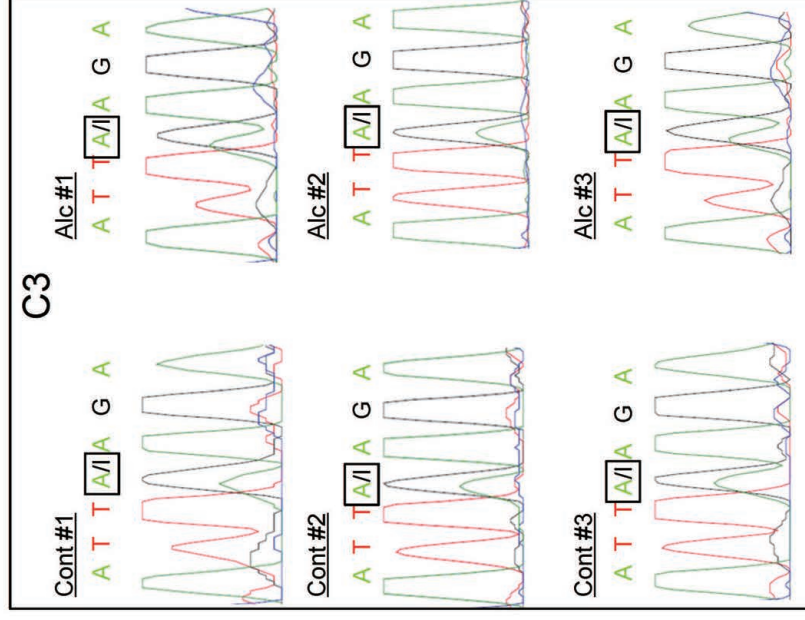 C3
Cont #1
A T T A/I A G A
Alc #1
A T T A/I A G A
Cont #2
A T T A/I A G A
Alc #2
A T T A/I A G A
Cont #3
A T T A/I A G A
Alc #3
A T T A/I A G A